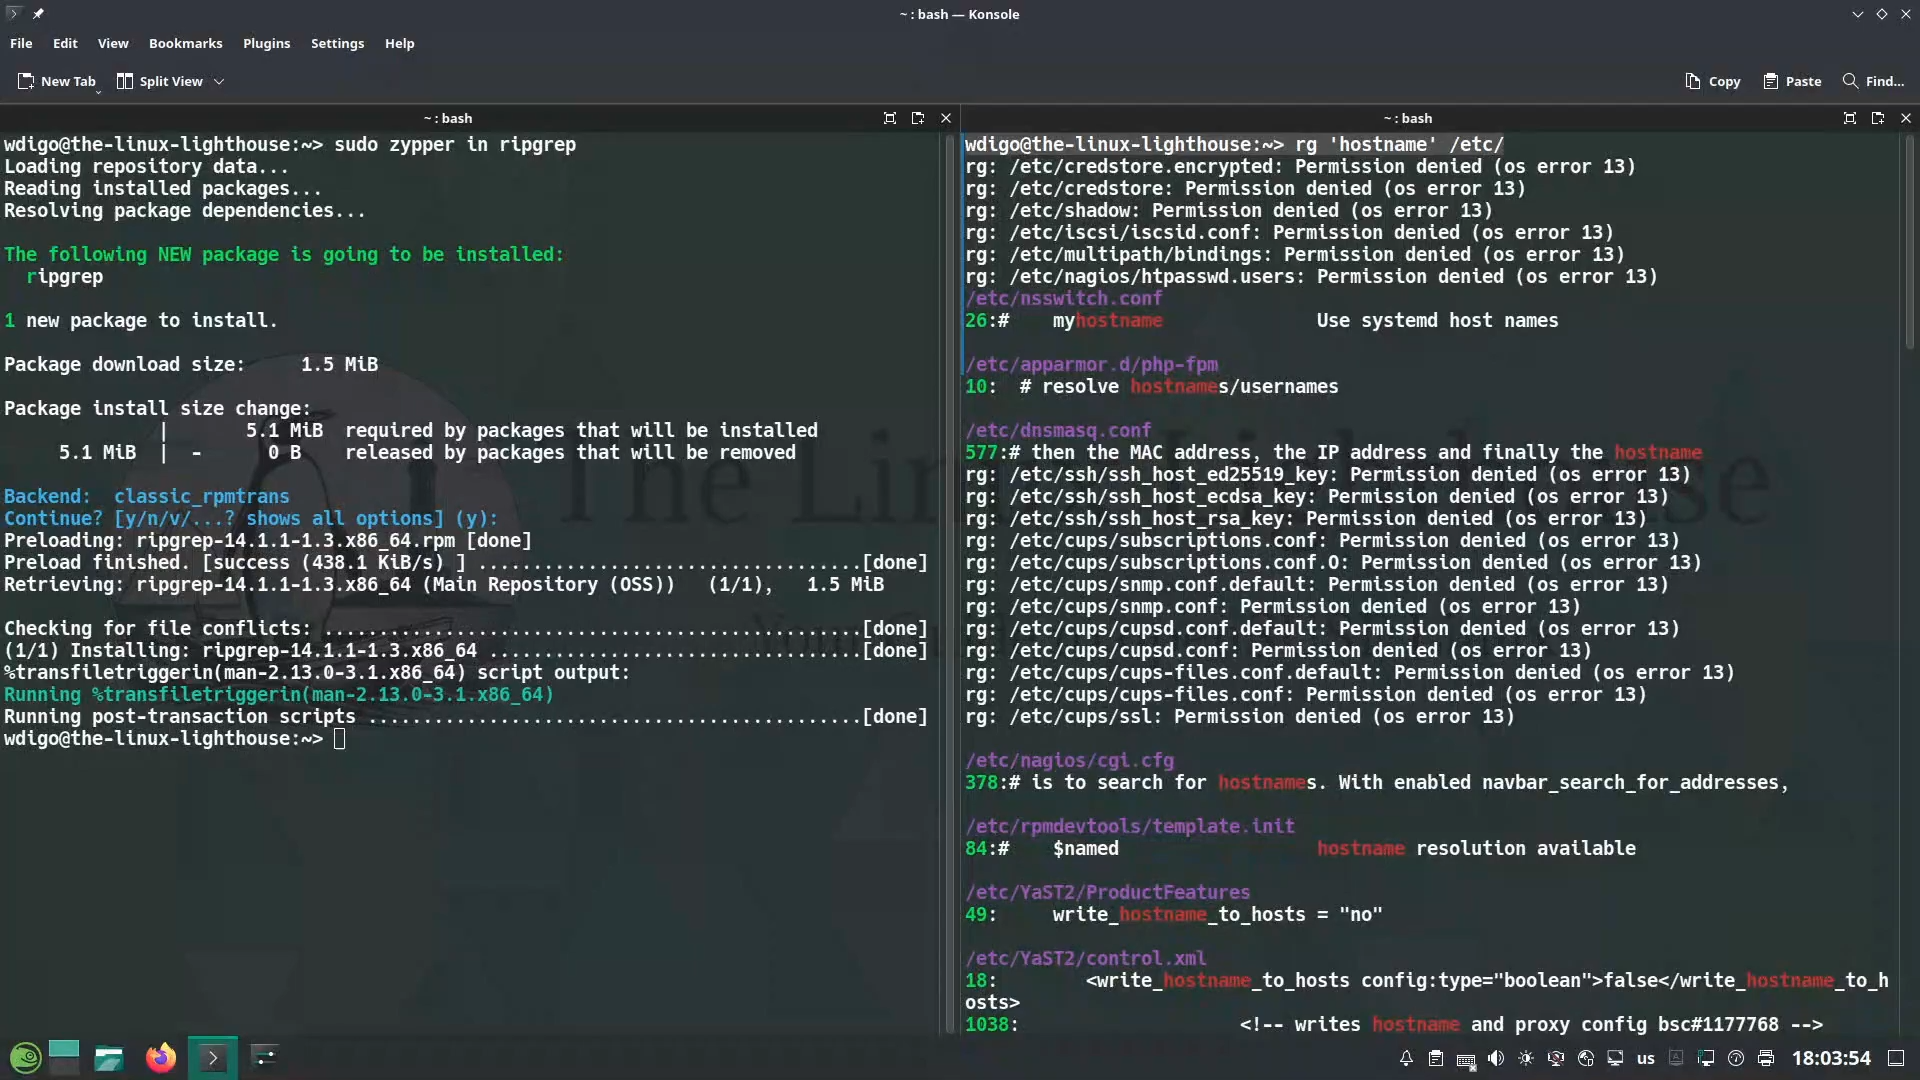 ~ : bash — Konsole
File Edit View Bookmarks Plugins Settings Help
New Tab Split View Copy Paste Find...
~ : bash
wdigo@the-linux-lighthouse:~> sudo zypper in ripgrep
Loading repository data...
Reading installed packages...
Resolving package dependencies...
The following NEW package is going to be installed:
ripgrep
1 new package to install.
Package download size:     1.5 MiB
Package install size change:
|       5.1 MiB  required by packages that will be installed
5.1 MiB  |  -      0 B    released by packages that will be removed
Backend:  classic_rpmtrans
Continue? [y/n/v/...? shows all options] (y):
Preloading: ripgrep-14.1.1-1.3.x86_64.rpm [done]
Preload finished. [success (438.1 KiB/s) ] ...................................[done]
Retrieving: ripgrep-14.1.1-1.3.x86_64 (Main Repository (OSS))   (1/1),   1.5 MiB
Checking for file conflicts: .................................................[done]
(1/1) Installing: ripgrep-14.1.1-1.3.x86_64 ..................................[done]
%transfiletriggerin(man-2.13.0-3.1.x86_64) script output:
Running %transfiletriggerin(man-2.13.0-3.1.x86_64)
Running post-transaction scripts .............................................[done]
wdigo@the-linux-lighthouse:~>
~ : bash
wdigo@the-linux-lighthouse:~> rg 'hostname' /etc/
rg: /etc/credstore.encrypted: Permission denied (os error 13)
rg: /etc/credstore: Permission denied (os error 13)
rg: /etc/shadow: Permission denied (os error 13)
rg: /etc/iscsi/iscsid.conf: Permission denied (os error 13)
rg: /etc/multipath/bindings: Permission denied (os error 13)
rg: /etc/nagios/htpasswd.users: Permission denied (os error 13)
/etc/nsswitch.conf
26:#    myhostname              Use systemd host names
/etc/apparmor.d/php-fpm
10:  # resolve hostnames/usernames
/etc/dnsmasq.conf
577:# then the MAC address, the IP address and finally the hostname
rg: /etc/ssh/ssh_host_ed25519_key: Permission denied (os error 13)
rg: /etc/ssh/ssh_host_ecdsa_key: Permission denied (os error 13)
rg: /etc/ssh/ssh_host_rsa_key: Permission denied (os error 13)
rg: /etc/cups/subscriptions.conf: Permission denied (os error 13)
rg: /etc/cups/subscriptions.conf.O: Permission denied (os error 13)
rg: /etc/cups/snmp.conf.default: Permission denied (os error 13)
rg: /etc/cups/snmp.conf: Permission denied (os error 13)
rg: /etc/cups/cupsd.conf.default: Permission denied (os error 13)
rg: /etc/cups/cupsd.conf: Permission denied (os error 13)
rg: /etc/cups/cups-files.conf.default: Permission denied (os error 13)
rg: /etc/cups/cups-files.conf: Permission denied (os error 13)
rg: /etc/cups/ssl: Permission denied (os error 13)
/etc/nagios/cgi.cfg
378:# is to search for hostnames. With enabled navbar_search_for_addresses,
/etc/rpmdevtools/template.init
84:#    $named                  hostname resolution available
/etc/YaST2/ProductFeatures
49:     write_hostname_to_hosts = "no"
/etc/YaST2/control.xml
18:        <write_hostname_to_hosts config:type="boolean">false</write_hostname_to_h
osts>
1038:                    <!-- writes hostname and proxy config bsc#1177768 -->
us 18:03:54